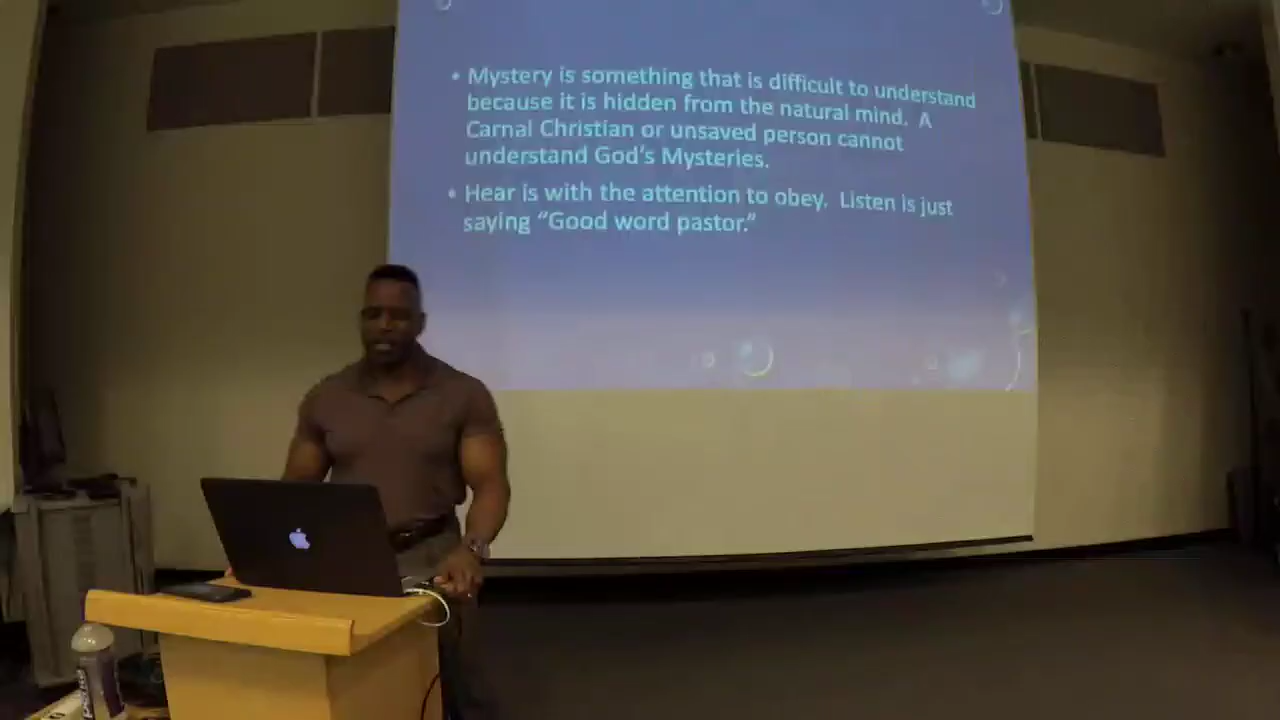 • Mystery is something that is difficult to understand
because it is hidden from the natural mind. A
Carnal Christian or unsaved person cannot
understand God's Mysteries.
• Hear is with the attention to obey. Listen is just
saying “Good word pastor.”